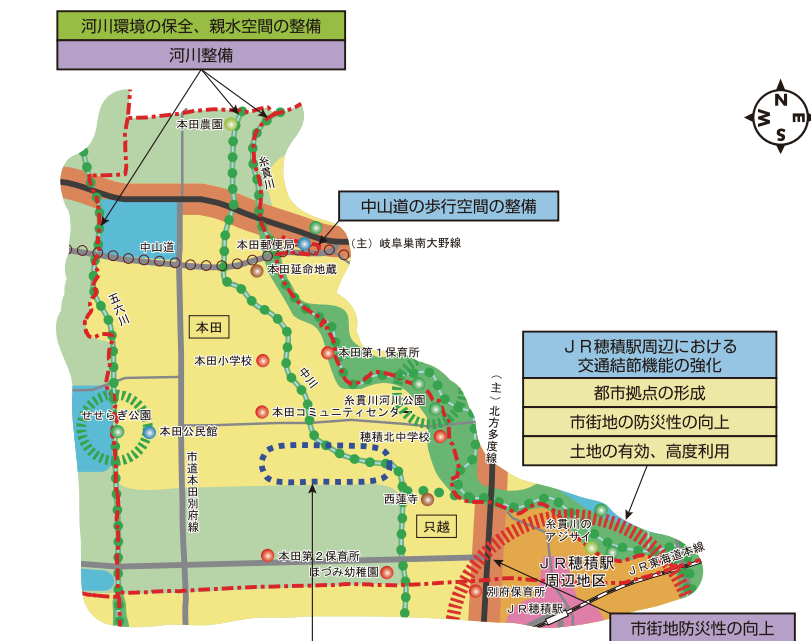 河川環境の保全、親水空間の整備
河川整備
N
W
E
S
本田農園
糸貫川
中山道の歩行空間の整備
中山道
本田郵便局
(主)岐阜巣南大野線
本田延命地蔵
五六川
本田
本田小学校
本田第1保育所
中川
糸貫川河川公園
本田コミュニティセンター
せせらぎ公園
本田公民館
穂積北中学校
(主)北方多度線
市道本田別府線
JR穂積駅周辺における
交通結節機能の強化
都市拠点の形成
市街地の防災性の向上
土地の有効、高度利用
西蓮寺
只越
糸貫川の
アジサイ
本田第2保育所
ほづみ幼稚園
JR穂積駅
周辺地区
JR東海道本線
別府保育所
JR穂積駅
市街地防災性の向上